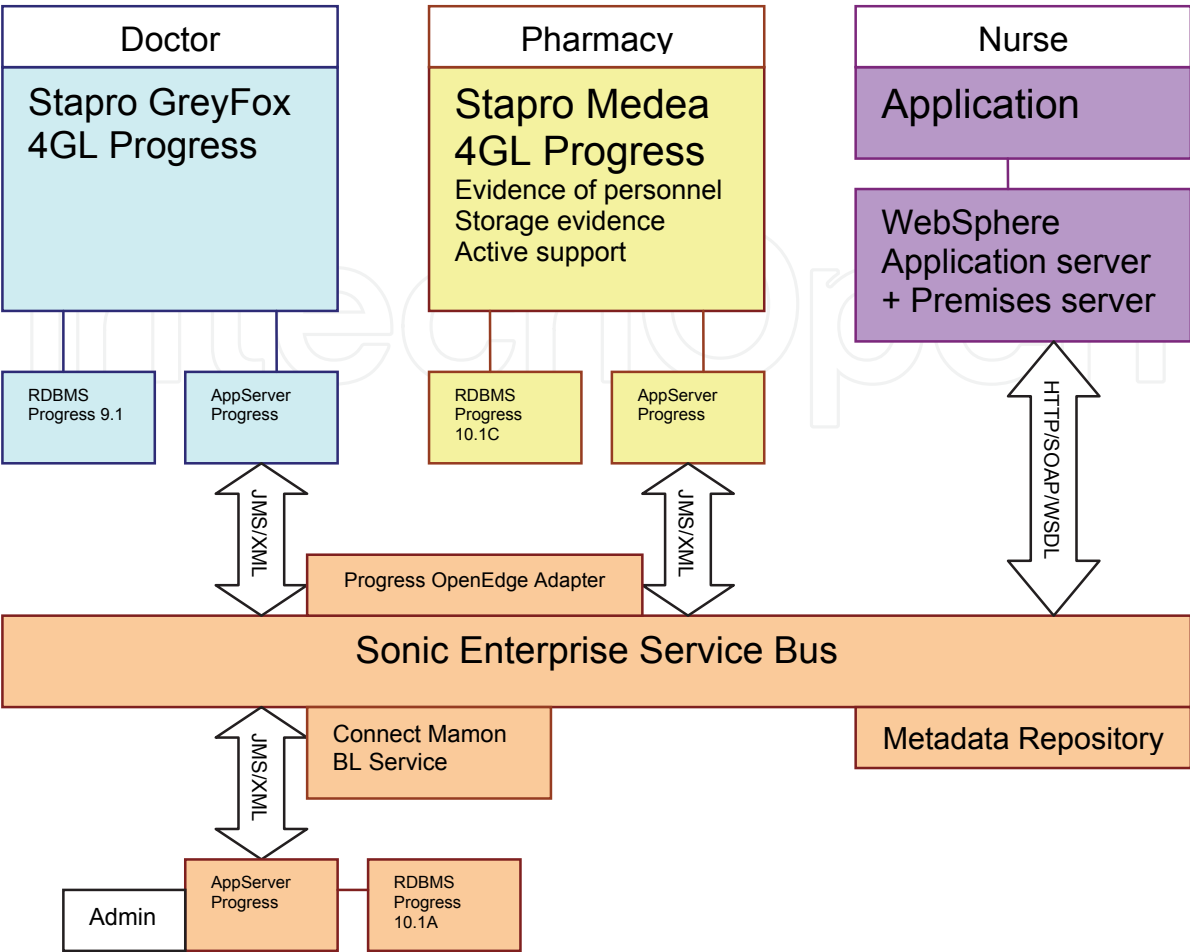 Doctor
Stapro GreyFox
4GL Progress
RDBMS
Progress 9.1
AppServer
Progress
Pharmacy
Stapro Medea
4GL Progress
Evidence of personnel
Storage evidence
Active support
RDBMS
Progress
10.1C
AppServer
Progress
Nurse
Application
WebSphere
Application server
+ Premises server
IntechOpen
JMS/XML
JMS/XML
HTTP/SOAP/WSDL
Progress OpenEdge Adapter
Sonic Enterprise Service Bus
JMS/XML
Connect Mamon
BL Service
Metadata Repository
Admin
AppServer
Progress
RDBMS
Progress
10.1A